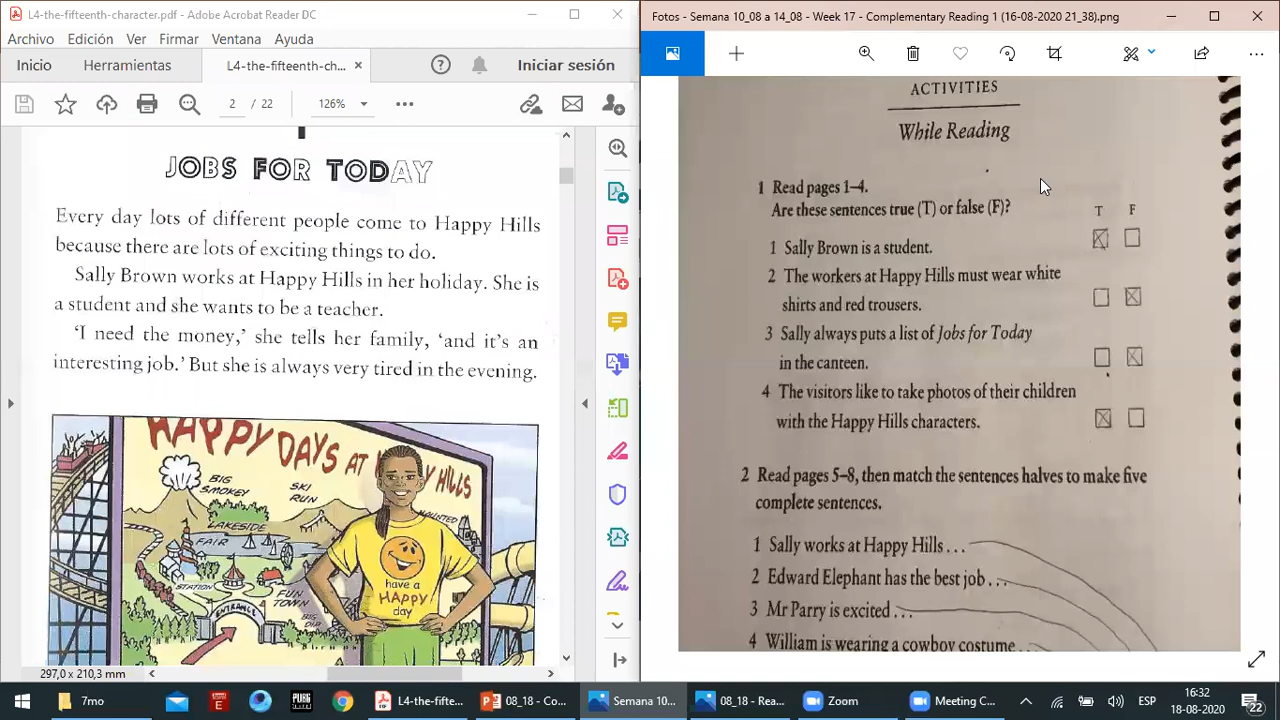 L4-the-fifteenth-character.pdf - Adobe Acrobat Reader DC
Archivo Edición Ver Firmar Ventana Ayuda
Inicio Herramientas L4-the-fifteenth-ch... Iniciar sesión
2 / 22 126%
JOBS FOR TODAY
Every day lots of different people come to Happy Hills
because there are lots of exciting things to do.
Sally Brown works at Happy Hills in her holiday. She is
a student and she wants to be a teacher.
'I need the money,' she tells her family, 'and it's an
interesting job.' But she is always very tired in the evening.
HAPPY DAYS AT HAPPY HILLS
BIG
SMOKEY
SKI
RUN
HAUNTED
LAKESIDE
FAIR
STATION
FUN
TOWN
ENTRANCE
have a
HAPPY
day
297,0 x 210,3 mm
Fotos - Semana 10_08 a 14_08 - Week 17 - Complementary Reading 1 (16-08-2020 21_38).png
ACTIVITIES
While Reading
1 Read pages 1–4.
Are these sentences true (T) or false (F)?
T F
1 Sally Brown is a student.
2 The workers at Happy Hills must wear white
shirts and red trousers.
3 Sally always puts a list of Jobs for Today
in the canteen.
4 The visitors like to take photos of their children
with the Happy Hills characters.
2 Read pages 5–8, then match the sentences halves to make five
complete sentences.
1 Sally works at Happy Hills . . .
2 Edward Elephant has the best job . . .
3 Mr Parry is excited . . .
4 William is wearing a cowboy costume . . .
7mo
L4-the-fifteenth-ch...
08_18 - Co...
Semana 10...
08_18 - Rea...
Zoom
Meeting C...
ESP
16:32
18-08-2020
22